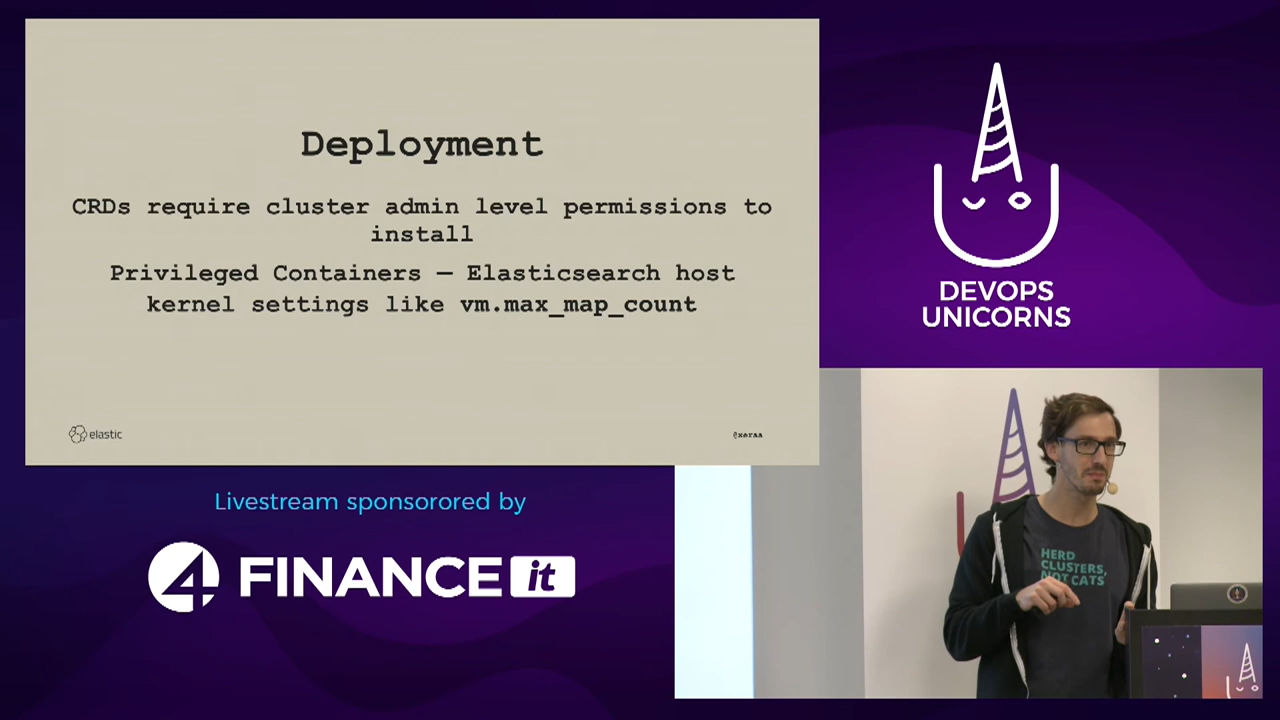 Deployment
CRDs require cluster admin level permissions to
install
Privileged Containers — Elasticsearch host
kernel settings like vm.max_map_count
elastic
@xeraa
DEVOPS
UNICORNS
Livestream sponsorored by
4FINANCE it
HERD
CLUSTERS,
NOT CATS